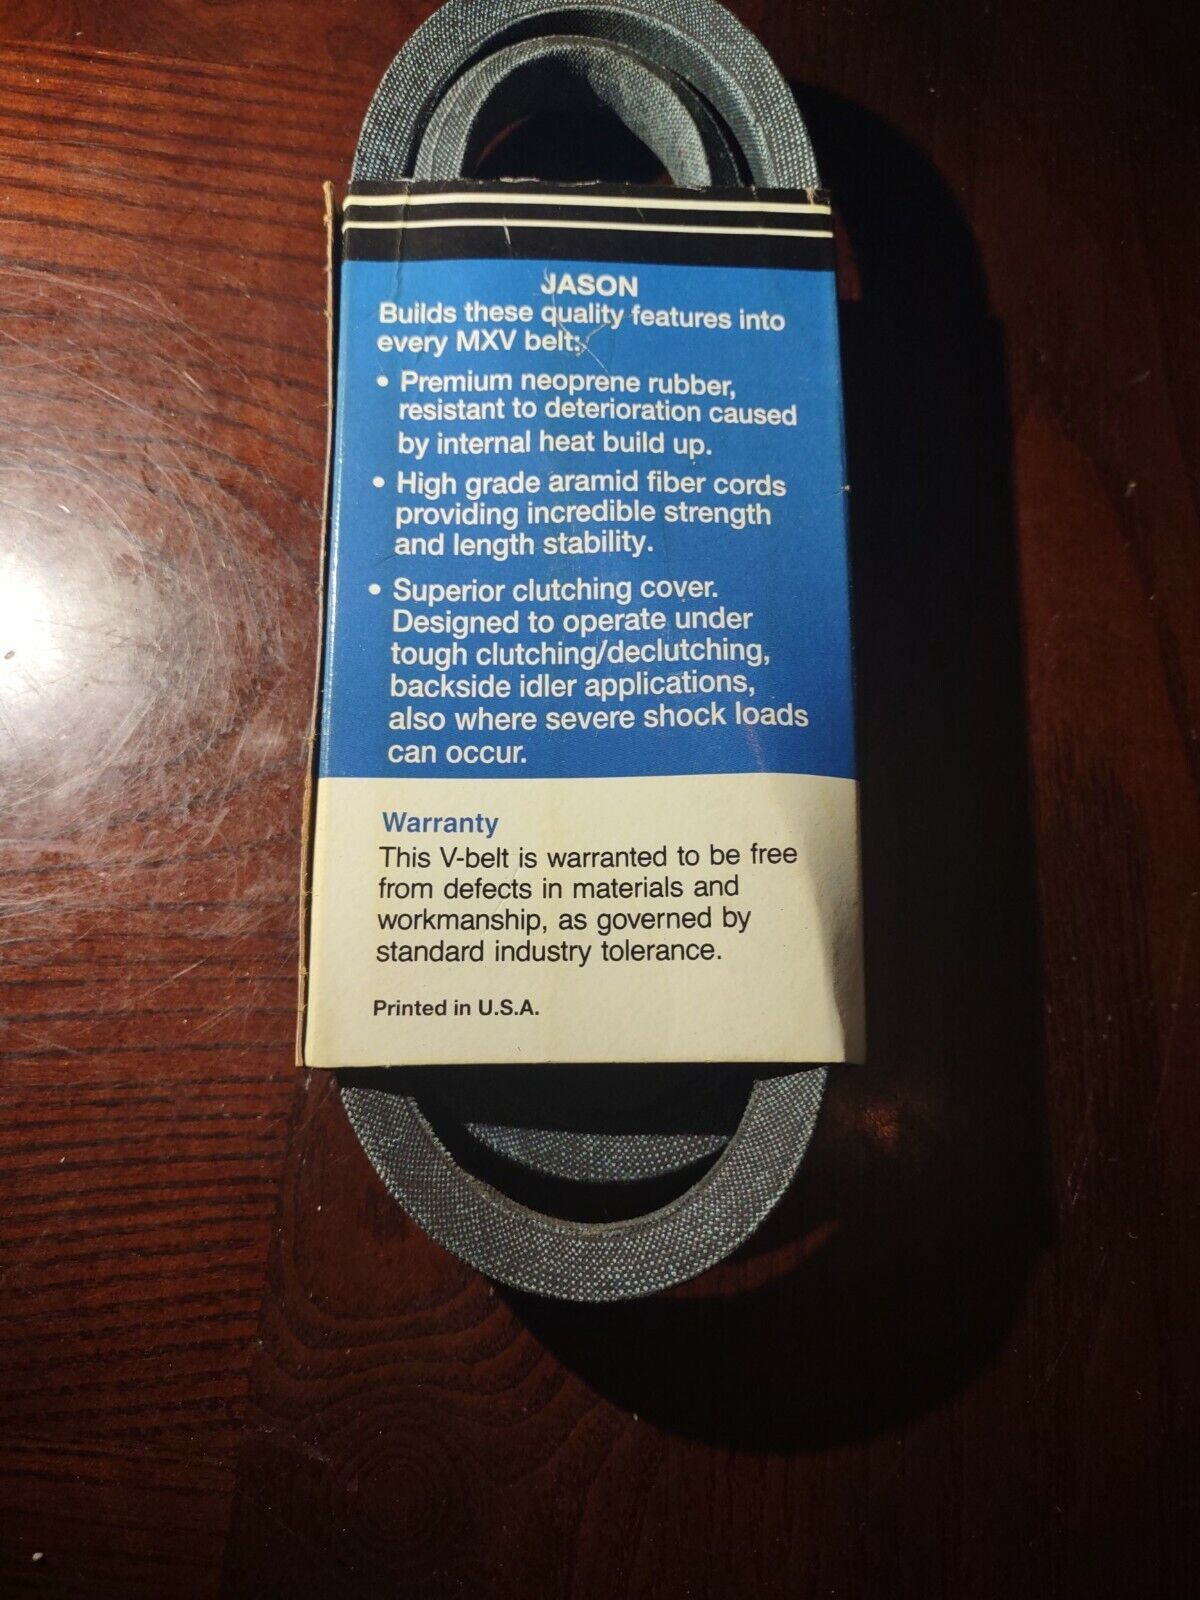 JASON
Builds these quality features into
every MXV belt:
• Premium neoprene rubber,
resistant to deterioration caused
by internal heat build up.
• High grade aramid fiber cords
providing incredible strength
and length stability.
• Superior clutching cover.
Designed to operate under
tough clutching/declutching,
backside idler applications,
also where severe shock loads
can occur.
Warranty
This V-belt is warranted to be free
from defects in materials and
workmanship, as governed by
standard industry tolerance.
Printed in U.S.A.